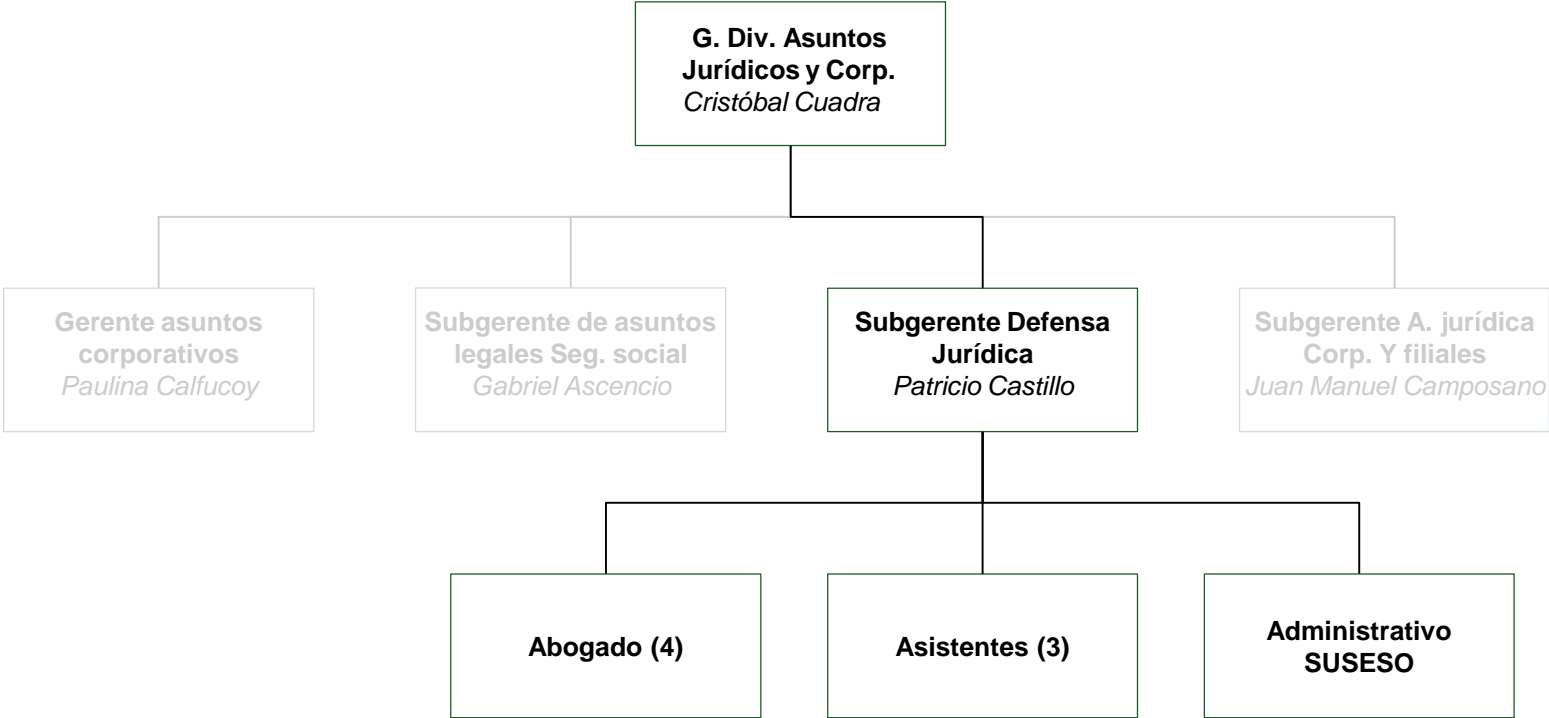 G. Div. Asuntos
Jurídicos y Corp.
Cristóbal Cuadra
Gerente asuntos
corporativos
Paulina Calfucoy
Subgerente de asuntos
legales Seg. social
Gabriel Ascencio
Subgerente Defensa
Jurídica
Patricio Castillo
Subgerente A. jurídica
Corp. Y filiales
Juan Manuel Camposano
Abogado (4)
Asistentes (3)
Administrativo
SUSESO